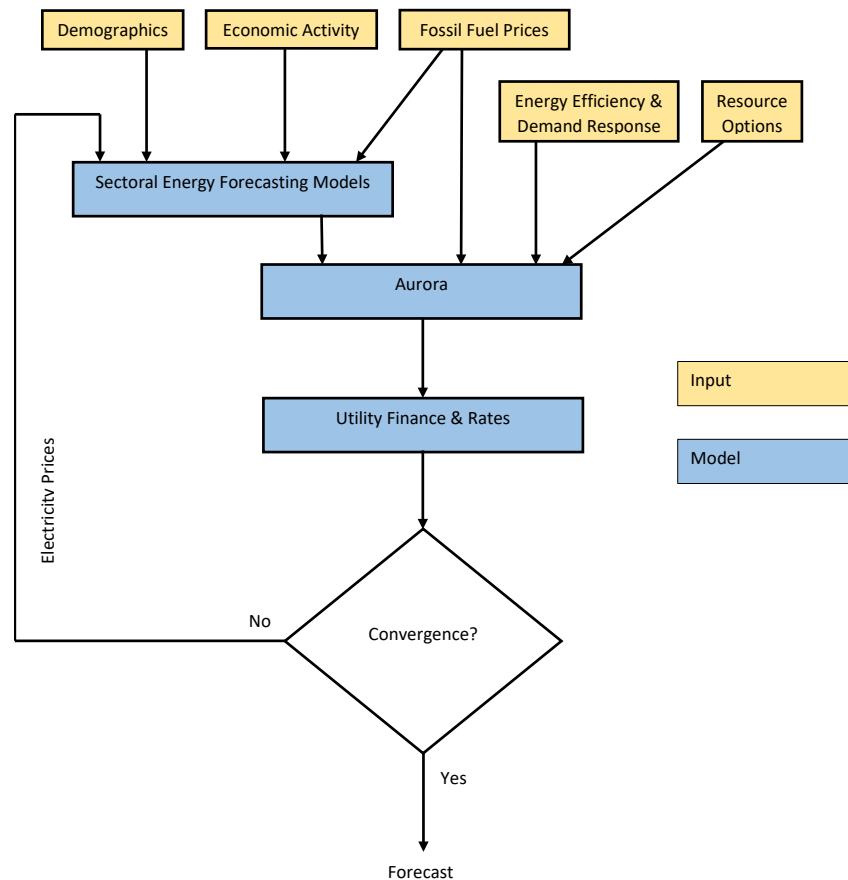 Demographics
Economic Activity
Fossil Fuel Prices
Energy Efficiency &
Demand Response
Resource
Options
Sectoral Energy Forecasting Models
Aurora
Input
Utility Finance & Rates
Model
Electricity Prices
No
Convergence?
Yes
Forecast